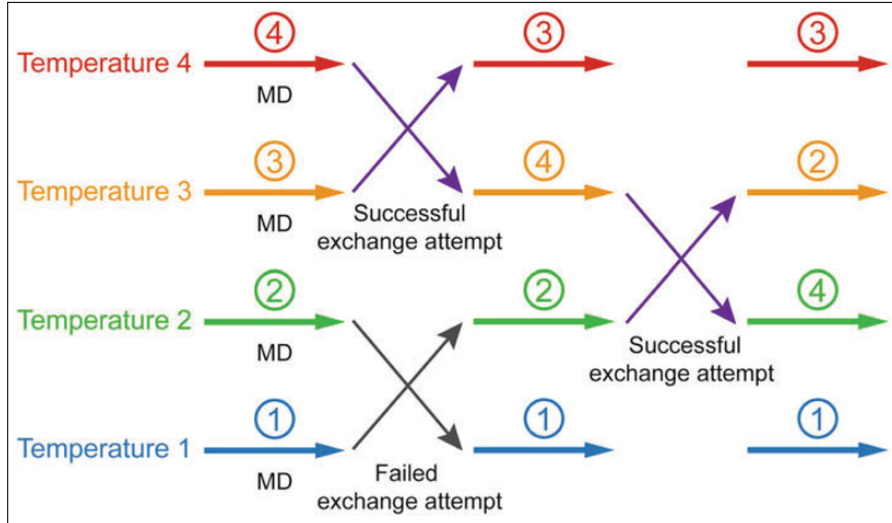 4
3
3
Temperature 4
MD
3
4
2
Temperature 3
MD
Successful
exchange attempt
2
2
4
Temperature 2
MD
Successful
exchange attempt
1
1
1
Temperature 1
MD
Failed
exchange attempt